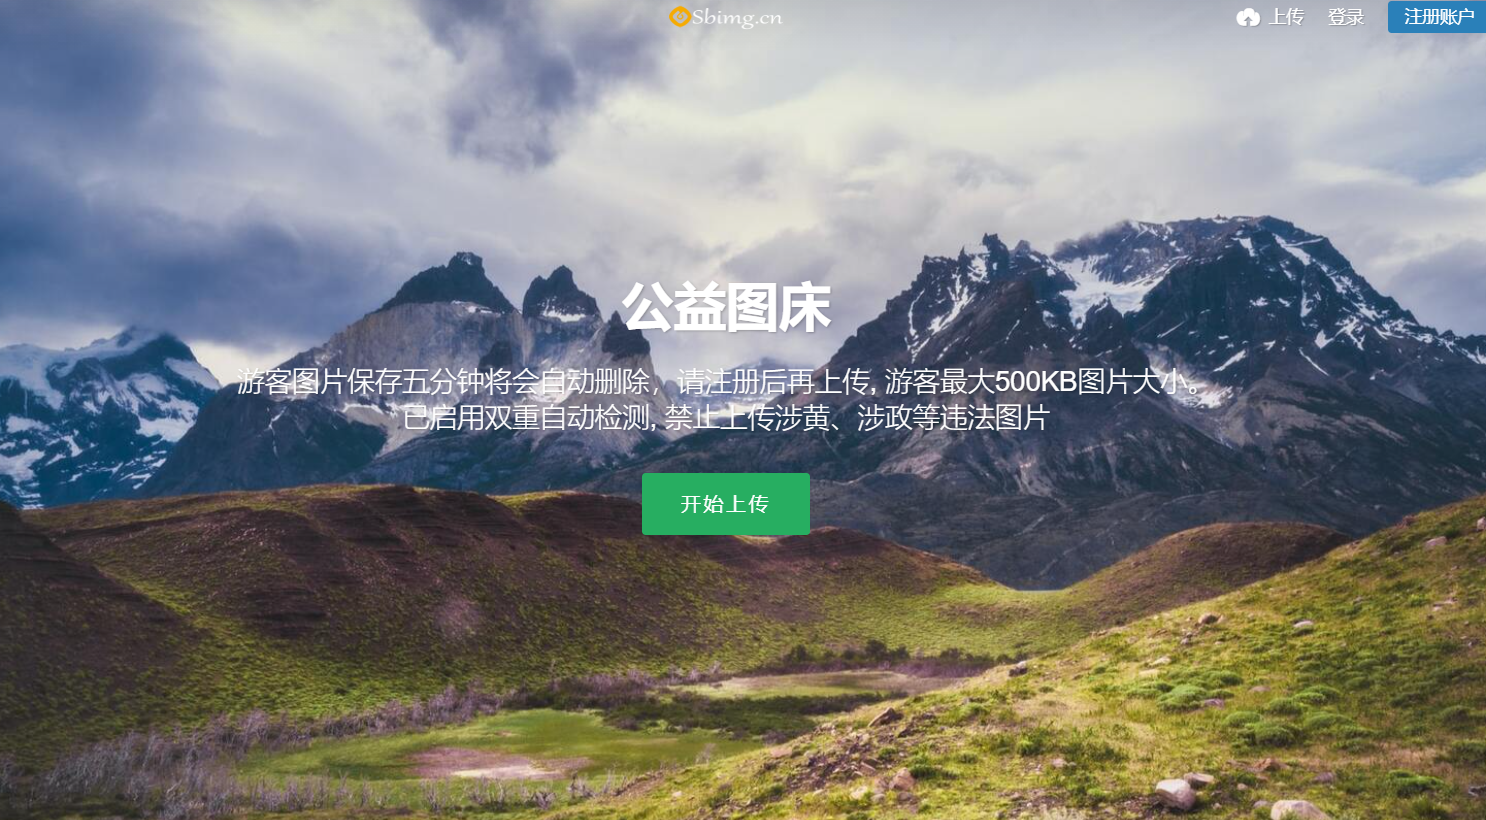 Sbimg.cn
上传 登录 注册账户
公益图床
游客图片保存五分钟将会自动删除，请注册后再上传, 游客最大500KB图片大小。
已启用双重自动检测, 禁止上传涉黄、涉政等违法图片
开始上传